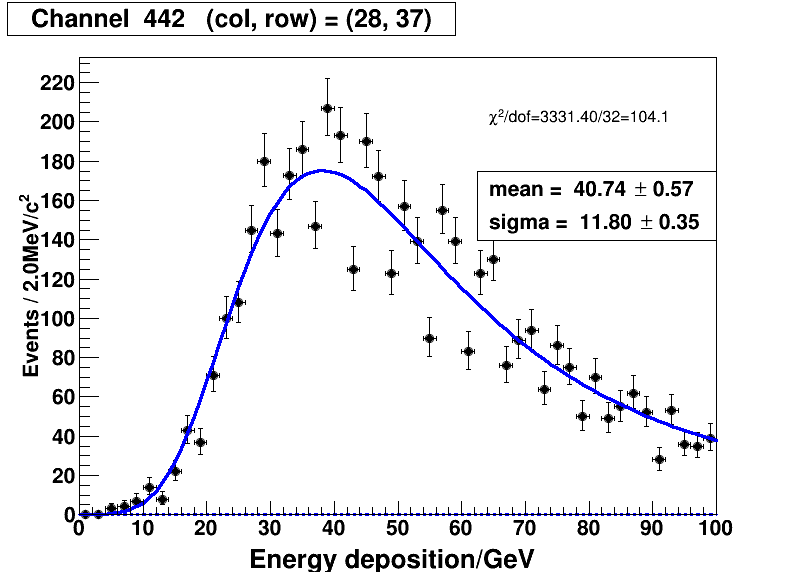 Channel  442   (col, row) = (28, 37)
χ²/dof=3331.40/32=104.1
mean =  40.74 ± 0.57
sigma =  11.80 ± 0.35
Events / 2.0MeV/c²
220
200
180
160
140
120
100
80
60
40
20
0
0 10 20 30 40 50 60 70 80 90 100
Energy deposition/GeV